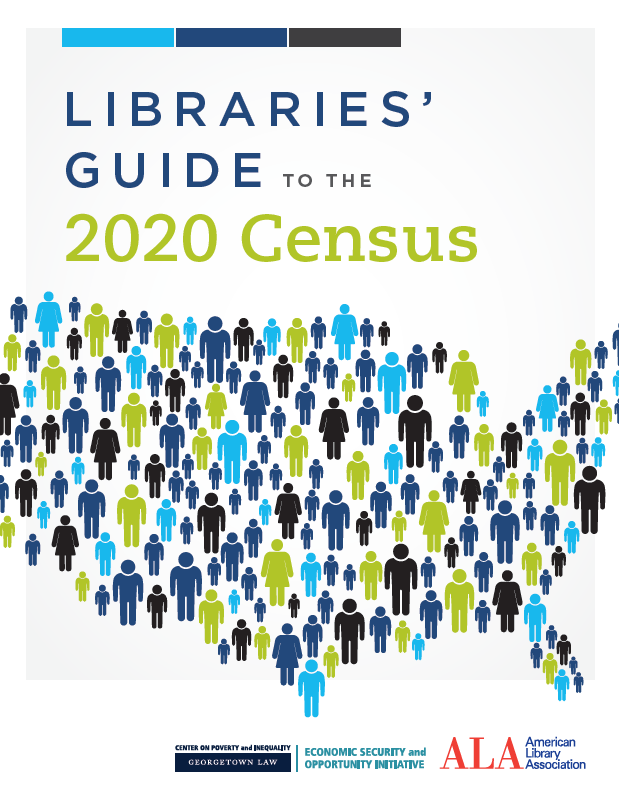 LIBRARIES’
GUIDE TO THE
2020 Census
CENTER ON POVERTY and INEQUALITY
GEORGETOWN LAW
ECONOMIC SECURITY and
OPPORTUNITY INITIATIVE
ALA
American
Library
Association